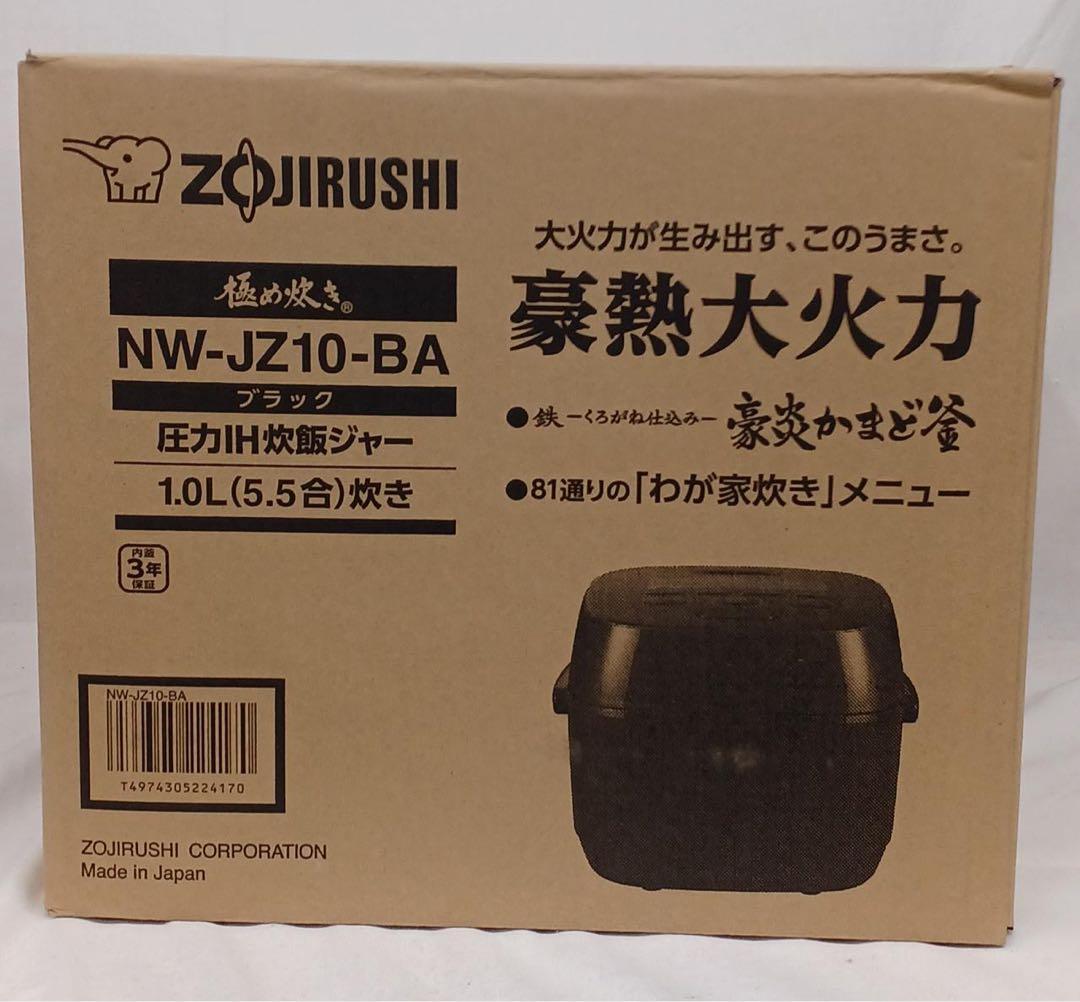 ZOJIRUSHI
極め炊き®
NW-JZ10-BA
ブラック
圧力IH炊飯ジャー
1.0L(5.5合)炊き
内釜
3年
保証
大火力が生み出す、このうまさ。
豪熱大火力
●鉄ーくろがね仕込みー 豪炎かまど釜
●81通りの「わが家炊き」メニュー
NW-JZ10-BA
T4974305224170
ZOJIRUSHI CORPORATION
Made in Japan